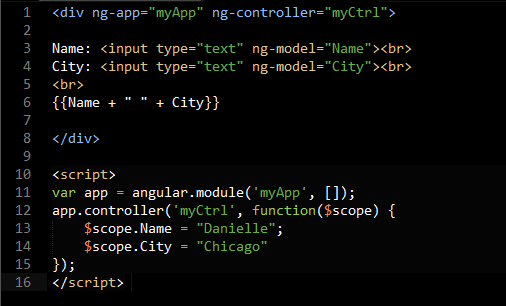 1 <div ng-app="myApp" ng-controller="myCtrl">
2
3 Name: <input type="text" ng-model="Name"><br>
4 City: <input type="text" ng-model="City"><br>
5 <br>
6 {{Name + " " + City}}
7
8 </div>
9
10 <script>
11 var app = angular.module('myApp', []);
12 app.controller('myCtrl', function($scope) {
13     $scope.Name = "Danielle";
14     $scope.City = "Chicago"
15 });
16 </script>